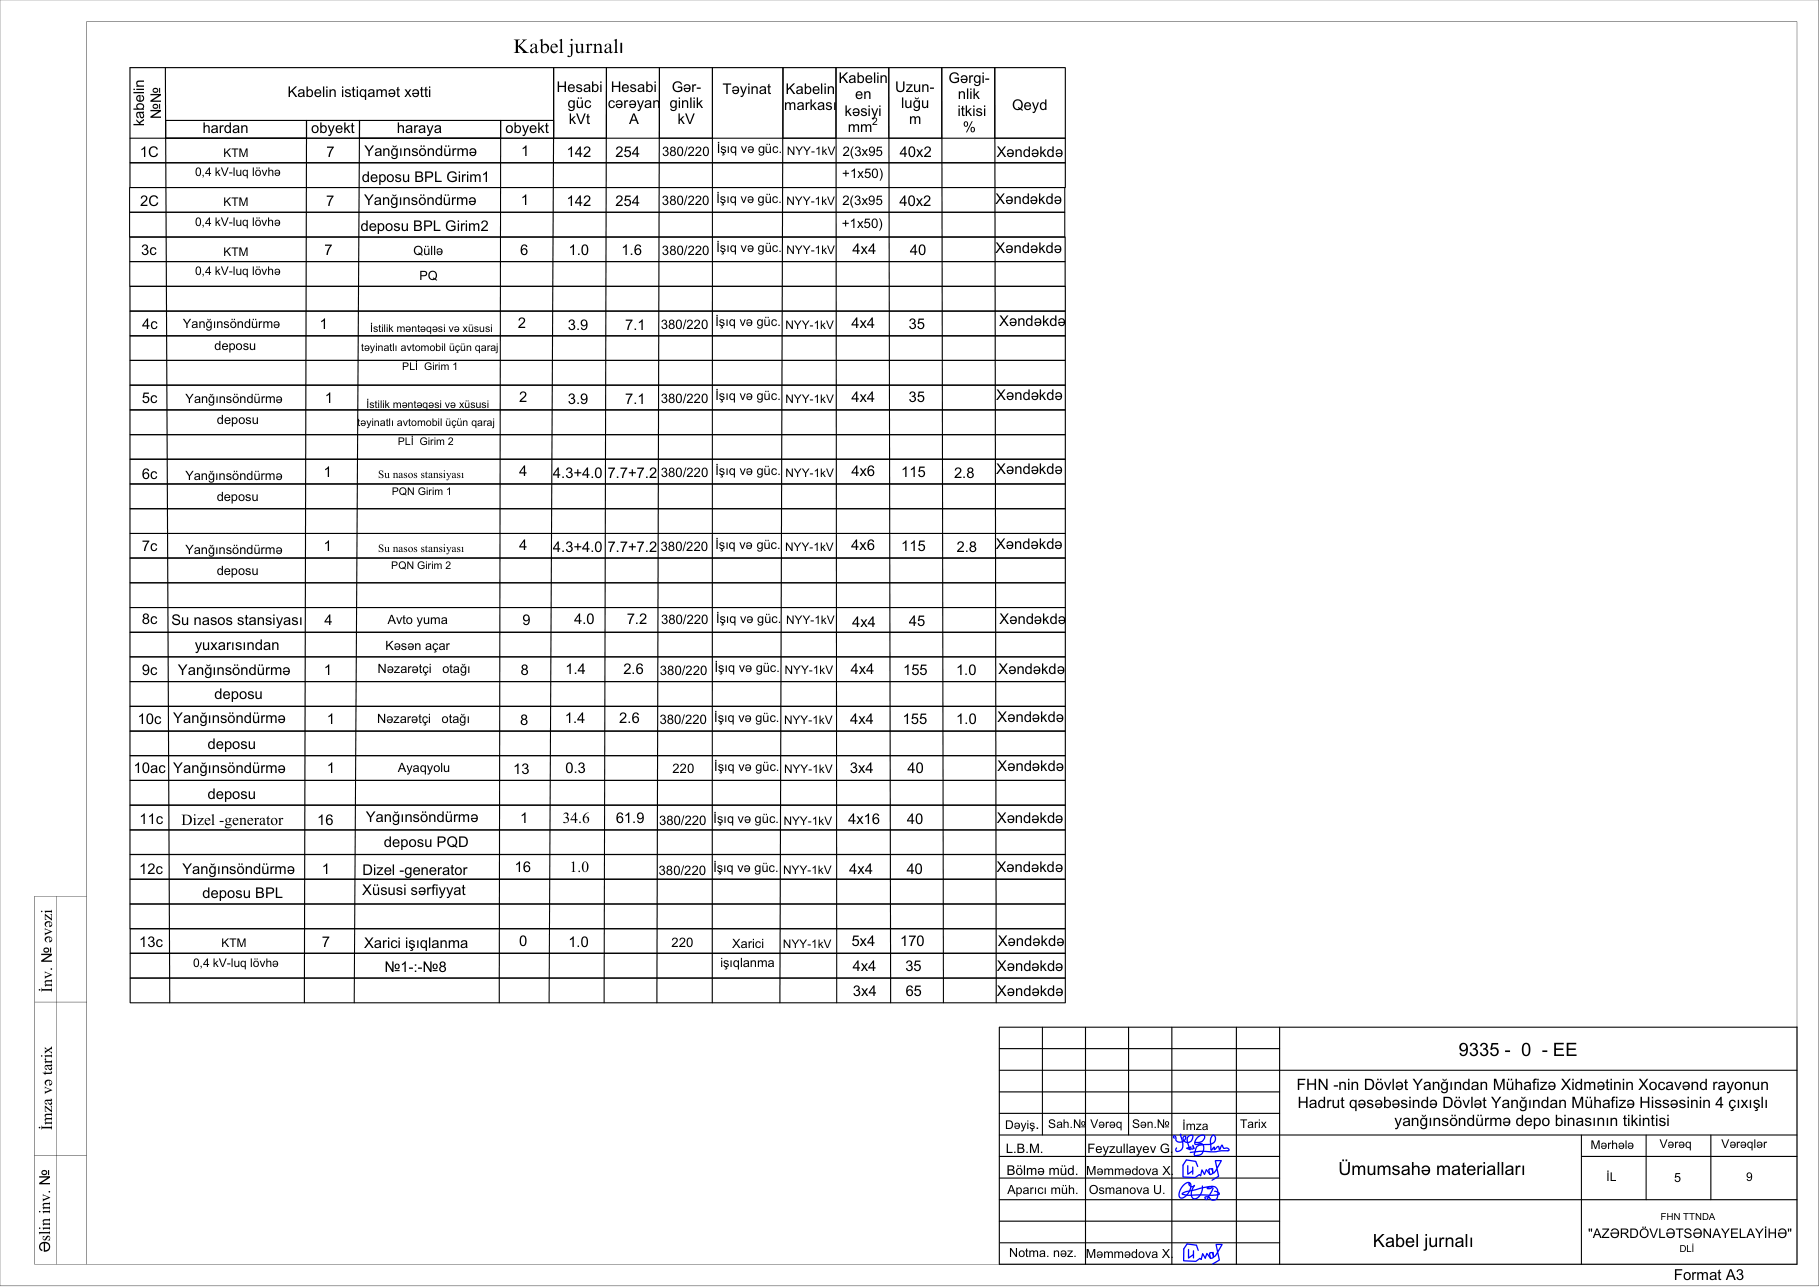 Kabel jurnalı
kabelin №№ Kabelin istiqamət xətti Hesabi güc kVt Hesabi cərəyan A Gər-ginlik kV Təyinat Kabelin markası Kabelin en kəsiyi mm2 Uzun-luğu m Gərgi-nlik itkisi % Qeyd
hardan obyekt haraya obyekt
1C KTM 7 Yanğınsöndürmə 1 142 254 380/220 İşıq və güc. NYY-1kV 2(3x95 40x2 Xəndəkdə
0,4 kV-luq lövhə deposu BPL Girim1 +1x50)
2C KTM 7 Yanğınsöndürmə 1 142 254 380/220 İşıq və güc. NYY-1kV 2(3x95 40x2 Xəndəkdə
0,4 kV-luq lövhə deposu BPL Girim2 +1x50)
3c KTM 7 Qüllə 6 1.0 1.6 380/220 İşıq və güc. NYY-1kV 4x4 40 Xəndəkdə
0,4 kV-luq lövhə PQ
4c Yanğınsöndürmə 1 İstilik məntəqəsi və xüsusi 2 3.9 7.1 380/220 İşıq və güc. NYY-1kV 4x4 35 Xəndəkdə
deposu təyinatlı avtomobil üçün qaraj
PLİ Girim 1
5c Yanğınsöndürmə 1 İstilik məntəqəsi və xüsusi 2 3.9 7.1 380/220 İşıq və güc. NYY-1kV 4x4 35 Xəndəkdə
deposu təyinatlı avtomobil üçün qaraj
PLİ Girim 2
6c Yanğınsöndürmə 1 Su nasos stansiyası 4 4.3+4.0 7.7+7.2 380/220 İşıq və güc. NYY-1kV 4x6 115 2.8 Xəndəkdə
deposu PQN Girim 1
7c Yanğınsöndürmə 1 Su nasos stansiyası 4 4.3+4.0 7.7+7.2 380/220 İşıq və güc. NYY-1kV 4x6 115 2.8 Xəndəkdə
deposu PQN Girim 2
8c Su nasos stansiyası 4 Avto yuma 9 4.0 7.2 380/220 İşıq və güc. NYY-1kV 4x4 45 Xəndəkdə
yuxarısından Kəsən açar
9c Yanğınsöndürmə 1 Nəzarətçi otağı 8 1.4 2.6 380/220 İşıq və güc. NYY-1kV 4x4 155 1.0 Xəndəkdə
deposu
10c Yanğınsöndürmə 1 Nəzarətçi otağı 8 1.4 2.6 380/220 İşıq və güc. NYY-1kV 4x4 155 1.0 Xəndəkdə
deposu
10ac Yanğınsöndürmə 1 Ayaqyolu 13 0.3 220 İşıq və güc. NYY-1kV 3x4 40 Xəndəkdə
deposu
11c Dizel -generator 16 Yanğınsöndürmə 1 34.6 61.9 380/220 İşıq və güc. NYY-1kV 4x16 40 Xəndəkdə
deposu PQD
12c Yanğınsöndürmə 1 Dizel -generator 16 1.0 380/220 İşıq və güc. NYY-1kV 4x4 40 Xəndəkdə
deposu BPL Xüsusi sərfiyyat
13c KTM 7 Xarici işıqlanma 0 1.0 220 Xarici NYY-1kV 5x4 170 Xəndəkdə
0,4 kV-luq lövhə №1-:-№8 işıqlanma 4x4 35 Xəndəkdə
3x4 65 Xəndəkdə
İnv. № əvəzi
İmza və tarix
Əslin inv. №
9335 - 0 - EE
FHN -nin Dövlət Yanğından Mühafizə Xidmətinin Xocavənd rayonun
Hadrut qəsəbəsində Dövlət Yanğından Mühafizə Hissəsinin 4 çıxışlı
yanğınsöndürmə depo binasının tikintisi
Dəyiş. Sah.№ Vərəq Sən.№ İmza Tarix
L.B.M. Feyzullayev G.
Bölmə müd. Məmmədova X.
Aparıcı müh. Osmanova U.
Notma. nəz. Məmmədova X.
Ümumsahə materialları
Mərhələ Vərəq Vərəqlər
İL 5 9
Kabel jurnalı
FHN TTNDA
"AZƏRDÖVLƏTSƏNAYELAYİHƏ"
DLİ
Format A3